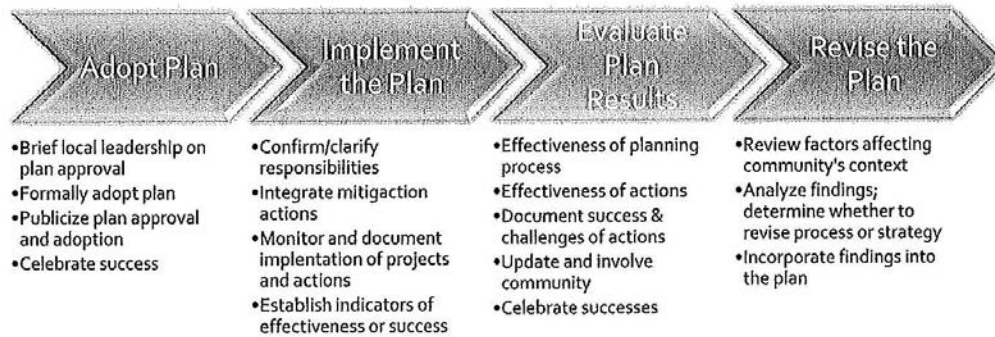 Adopt Plan
Implement
the Plan
Evaluate
Plan
Results
Revise the
Plan
•Brief local leadership on
plan approval
•Formally adopt plan
•Publicize plan approval
and adoption
•Celebrate success
•Confirm/clarify
responsibilities
•Integrate mitigaction
actions
•Monitor and document
implentation of projects
and actions
•Establish indicators of
effectiveness or success
•Effectiveness of planning
process
•Effectiveness of actions
•Document success &
challenges of actions
•Update and involve
community
•Celebrate successes
•Review factors affecting
community's context
•Analyze findings;
determine whether to
revise process or strategy
•Incorporate findings into
the plan